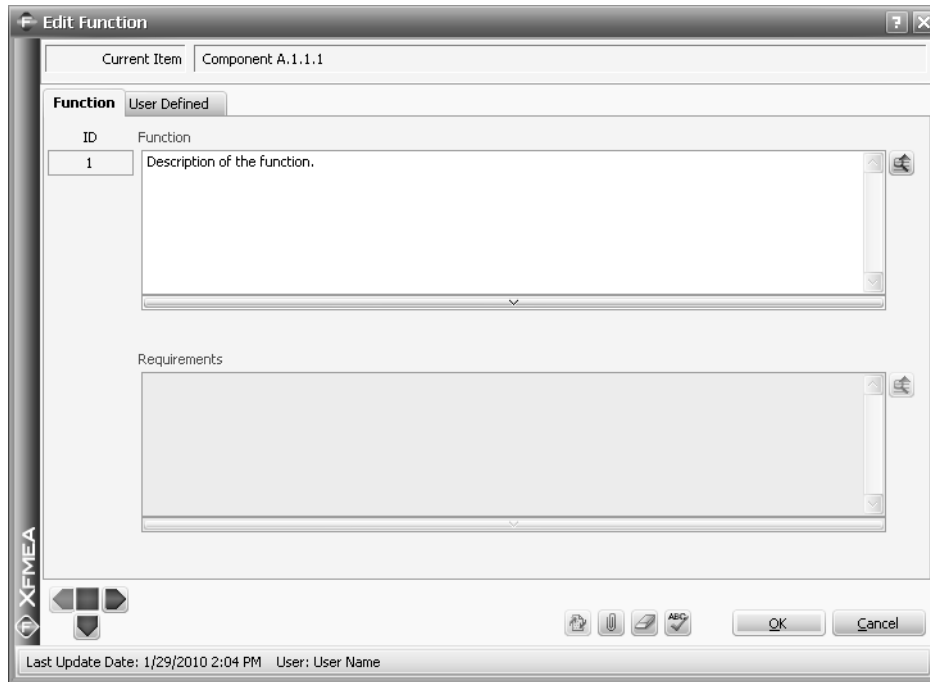 F Edit Function ? X
Current Item Component A.1.1.1
Function User Defined
ID Function
1 Description of the function.
Requirements
XFMEA
F
ABC OK Cancel
Last Update Date: 1/29/2010 2:04 PM User: User Name